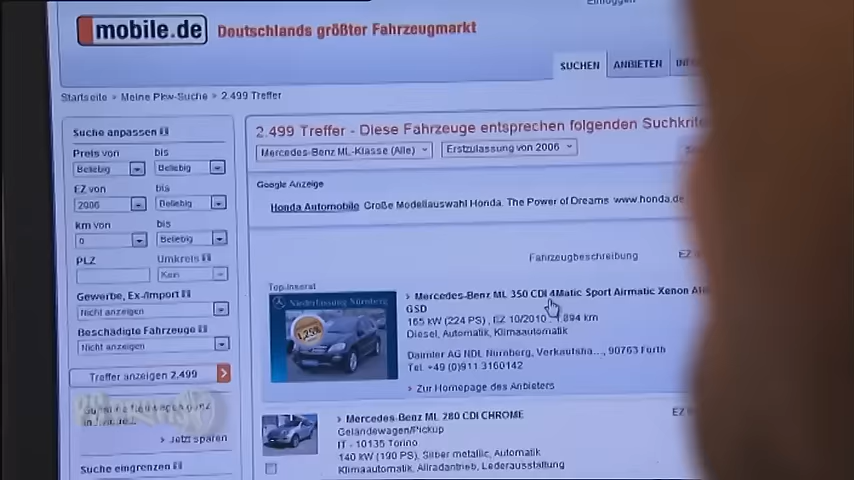 mobile.de Deutschlands größter Fahrzeugmarkt
SUCHEN ANBIETEN
Startseite > Meine Pkw-Suche > 2.499 Treffer
Suche anpassen
Preis von bis
Beliebig Beliebig
EZ von bis
2006 Beliebig
km von bis
0 Beliebig
PLZ Umkreis
Kein
Gewerbe, Ex-/Import
Nicht anzeigen
Beschädigte Fahrzeuge
Nicht anzeigen
Treffer anzeigen 2.499
> Jetzt sparen
Suche eingrenzen
2.499 Treffer - Diese Fahrzeuge entsprechen folgenden
Mercedes-Benz ML-Klasse (Alle) Erstzulassung von 2006
Google Anzeige
Honda Automobile Große Modellauswahl Honda. The Power of Dreams www.honda.de
Fahrzeugbeschreibung EZ
Top-Inserat
Niederlassung Nürnberg
1,25%
> Mercedes-Benz ML 350 CDI 4Matic Sport Airmatic Xenon
GSD
165 kW (224 PS), EZ 10/2010, km
Diesel, Automatik, Klimaautomatik
Daimler AG NDL Nürnberg, Verkaufsha..., 90763 Fürth
Tel. +49 (0)911 3160142
> Zur Homepage des Anbieters
> Mercedes-Benz ML 280 CDI CHROME EZ
Geländewagen/Pickup
IT - 10135 Torino
140 kW (190 PS), Silber metallic, Automatik
Klimaautomatik, Allradantrieb, Lederausstattung